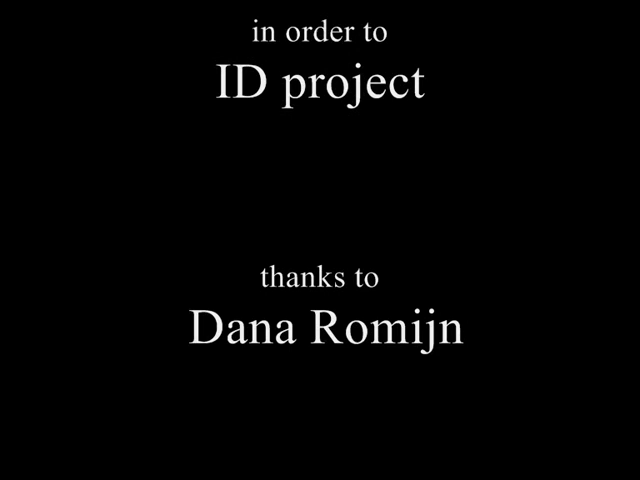 in order to
ID project
thanks to
Dana Romijn